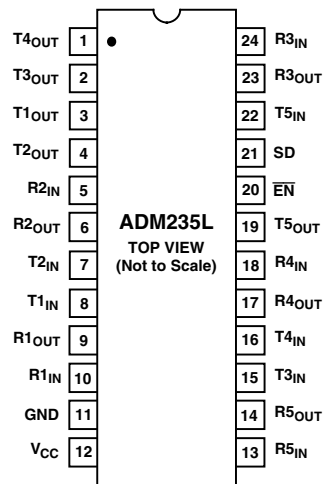 T4OUT 1 24 R3IN
T3OUT 2 23 R3OUT
T1OUT 3 22 T5IN
T2OUT 4 21 SD
R2IN 5 20 E̅N̅
R2OUT 6 19 T5OUT
T2IN 7 18 R4IN
T1IN 8 17 R4OUT
R1OUT 9 16 T4IN
R1IN 10 15 T3IN
GND 11 14 R5OUT
VCC 12 13 R5IN
ADM235L
TOP VIEW
(Not to Scale)